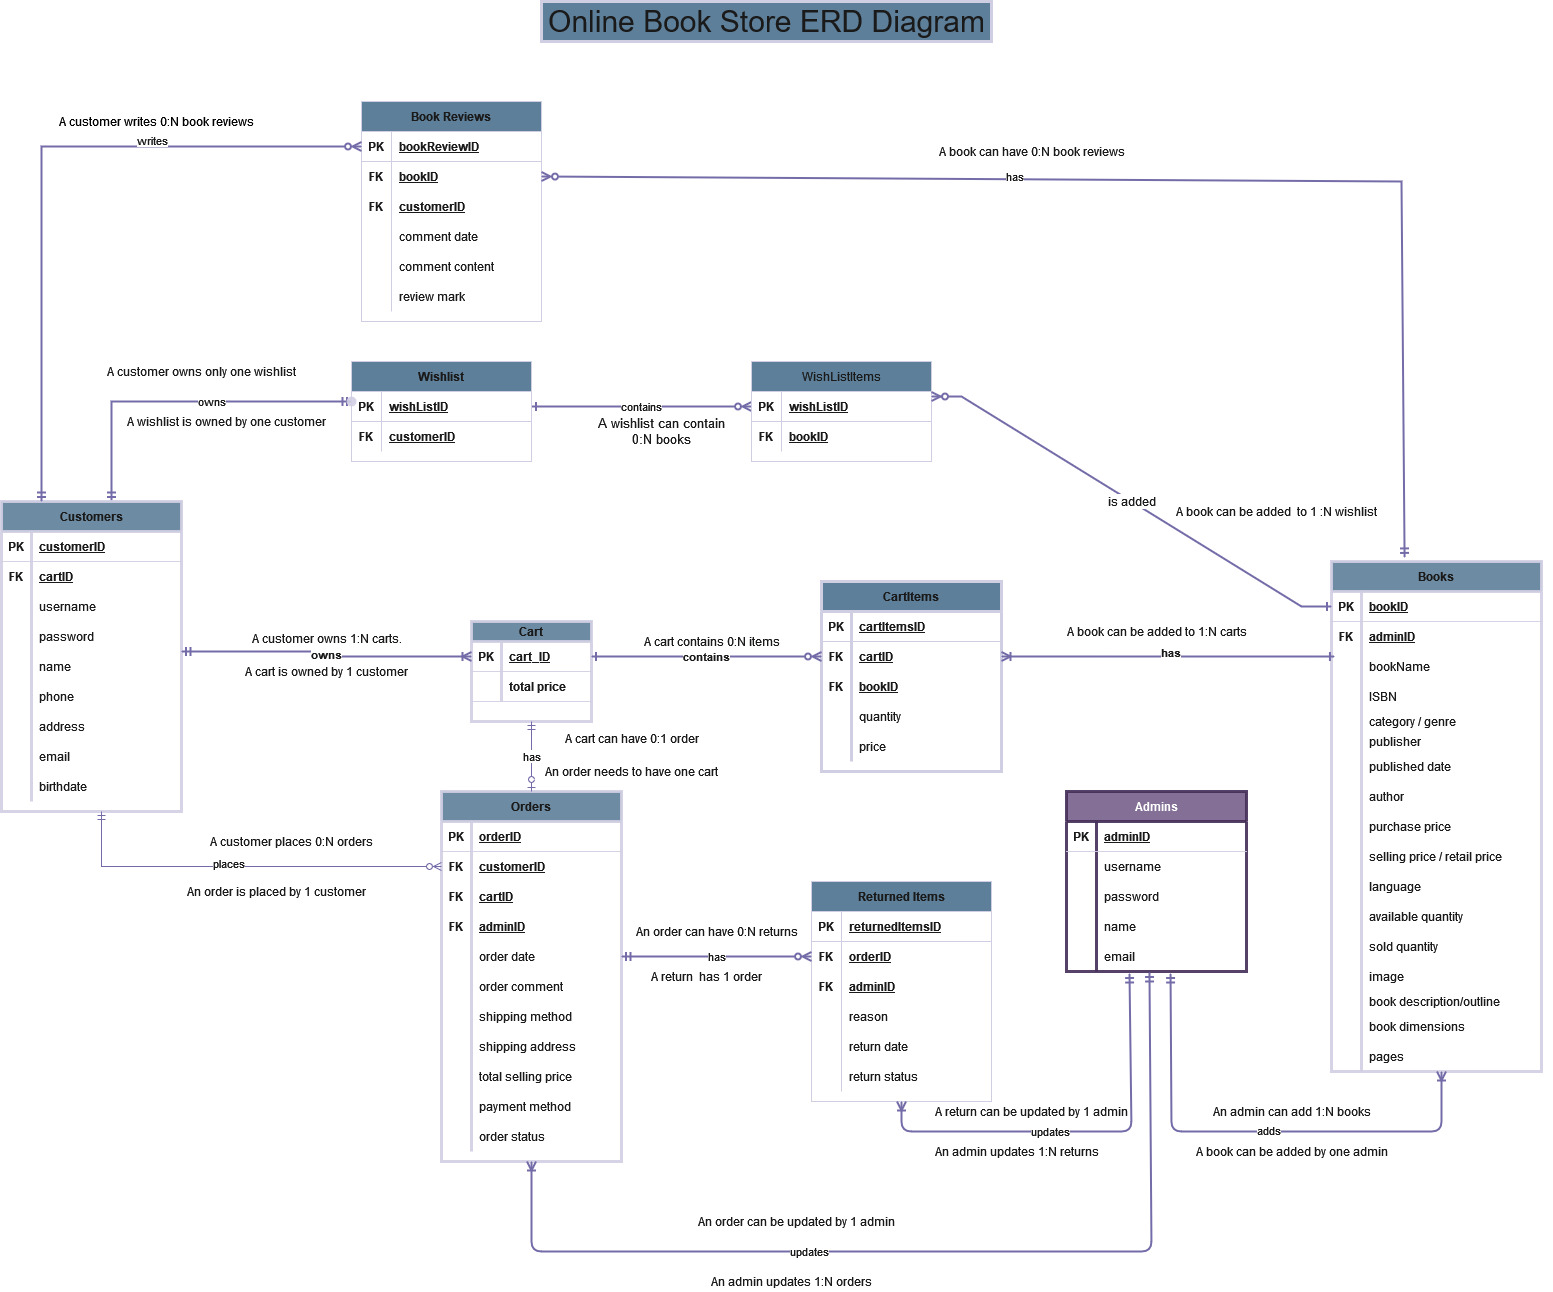 Online Book Store ERD Diagram
A customer writes 0:N book reviews
writes
Book Reviews
PK bookReviewID
FK bookID
FK customerID
comment date
comment content
review mark
A book can have 0:N book reviews
has
A customer owns only one wishlist
owns
A wishlist is owned by one customer
Wishlist
PK wishListID
FK customerID
contains
A wishlist can contain
0:N books
WishListItems
PK wishListID
FK bookID
is added
A book can be added to 1 :N wishlist
Customers
PK customerID
FK cartID
username
password
name
phone
address
email
birthdate
A customer owns 1:N carts.
owns
A cart is owned by 1 customer
Cart
PK cart_ID
total price
A cart contains 0:N items
contains
CartItems
PK cartItemsID
FK cartID
FK bookID
quantity
price
A book can be added to 1:N carts
has
Books
PK bookID
FK adminID
bookName
ISBN
category / genre
publisher
published date
author
purchase price
selling price / retail price
language
available quantity
sold quantity
image
book description/outline
book dimensions
pages
A cart can have 0:1 order
has
An order needs to have one cart
A customer places 0:N orders
places
An order is placed by 1 customer
Orders
PK orderID
FK customerID
FK cartID
FK adminID
order date
order comment
shipping method
shipping address
total selling price
payment method
order status
An order can have 0:N returns
has
A return has 1 order
Returned Items
PK returnedItemsID
FK orderID
FK adminID
reason
return date
return status
Admins
PK adminID
username
password
name
email
A return can be updated by 1 admin
updates
An admin updates 1:N returns
An admin can add 1:N books
adds
A book can be added by one admin
An order can be updated by 1 admin
updates
An admin updates 1:N orders